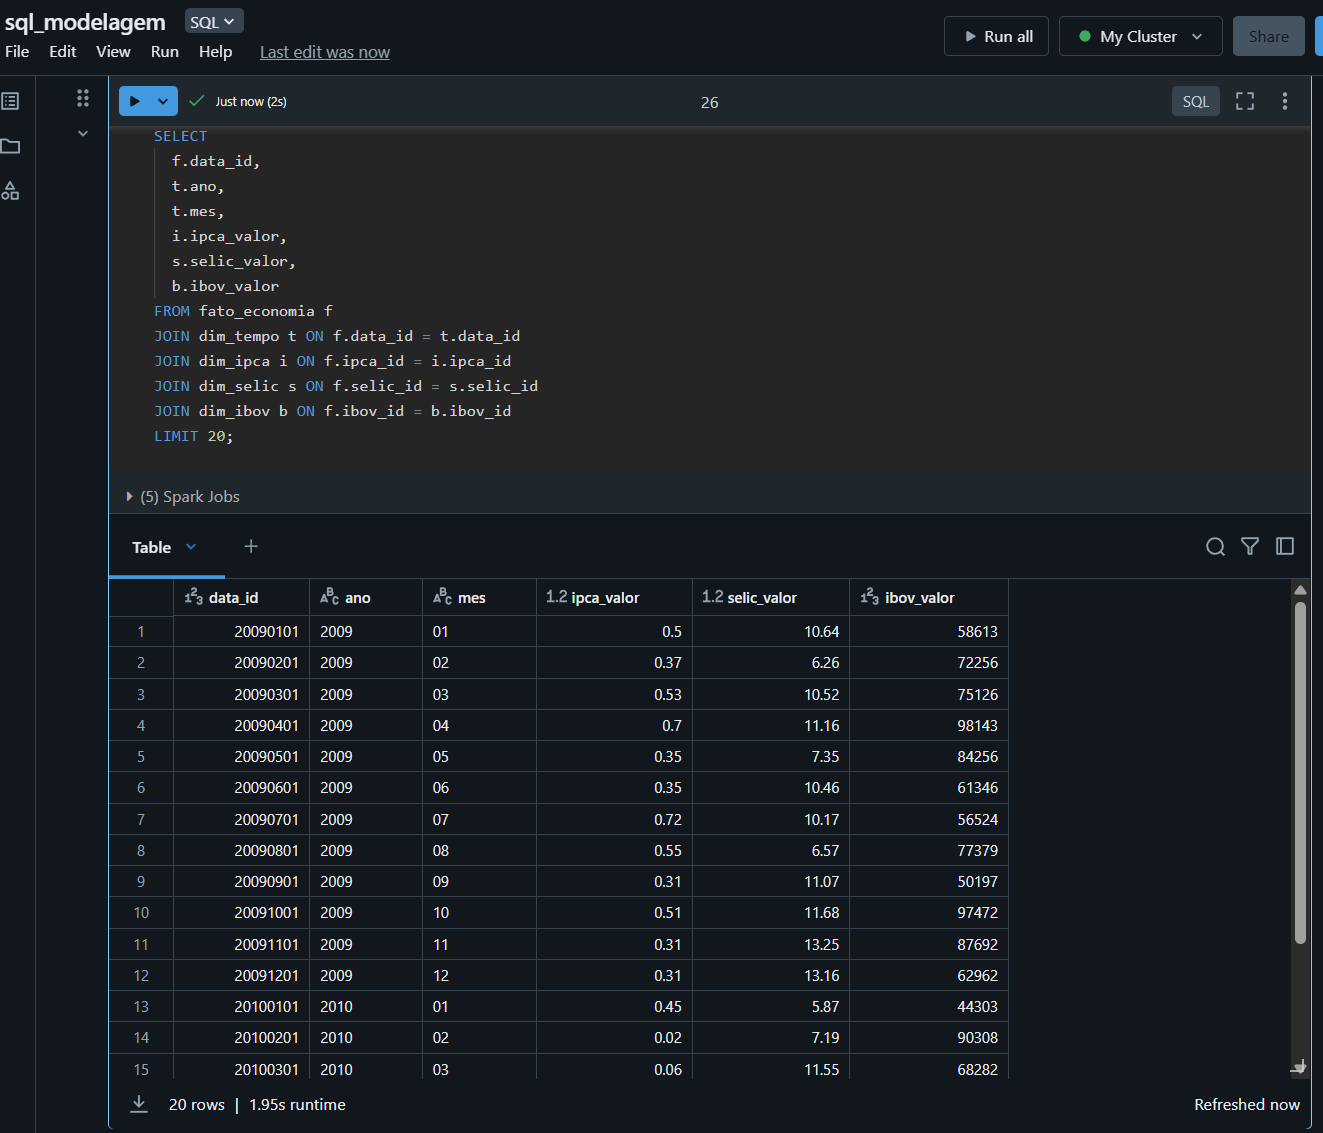 sql_modelagem SQL
File Edit View Run Help Last edit was now
Run all My Cluster Share
Just now (2s) 26 SQL
SELECT
f.data_id,
t.ano,
t.mes,
i.ipca_valor,
s.selic_valor,
b.ibov_valor
FROM fato_economia f
JOIN dim_tempo t ON f.data_id = t.data_id
JOIN dim_ipca i ON f.ipca_id = i.ipca_id
JOIN dim_selic s ON f.selic_id = s.selic_id
JOIN dim_ibov b ON f.ibov_id = b.ibov_id
LIMIT 20;
(5) Spark Jobs
Table +
123 data_id ABC ano ABC mes 1.2 ipca_valor 1.2 selic_valor 123 ibov_valor
1 20090101 2009 01 0.5 10.64 58613
2 20090201 2009 02 0.37 6.26 72256
3 20090301 2009 03 0.53 10.52 75126
4 20090401 2009 04 0.7 11.16 98143
5 20090501 2009 05 0.35 7.35 84256
6 20090601 2009 06 0.35 10.46 61346
7 20090701 2009 07 0.72 10.17 56524
8 20090801 2009 08 0.55 6.57 77379
9 20090901 2009 09 0.31 11.07 50197
10 20091001 2009 10 0.51 11.68 97472
11 20091101 2009 11 0.31 13.25 87692
12 20091201 2009 12 0.31 13.16 62962
13 20100101 2010 01 0.45 5.87 44303
14 20100201 2010 02 0.02 7.19 90308
15 20100301 2010 03 0.06 11.55 68282
20 rows | 1.95s runtime Refreshed now